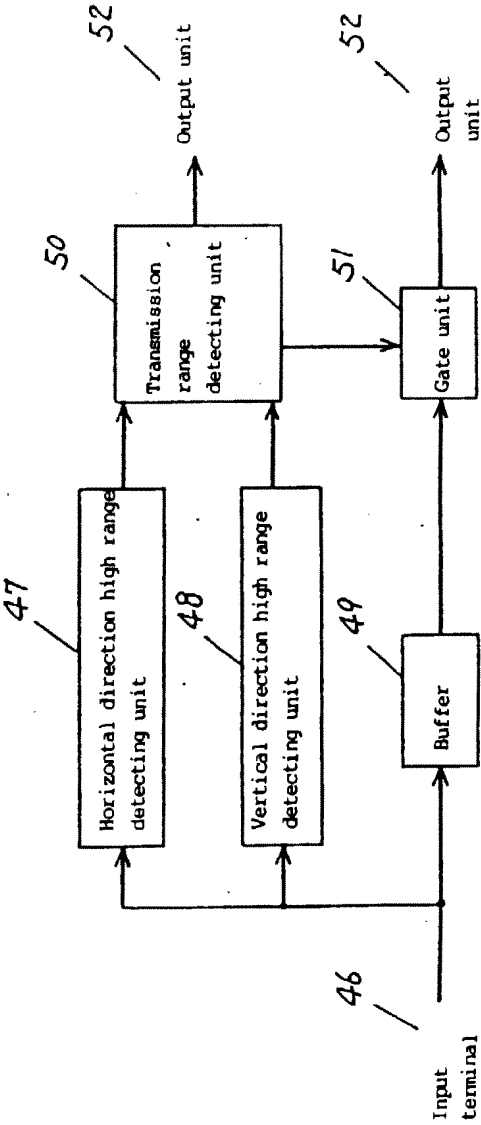 46
Input
terminal
47
Horizontal direction high range
detecting unit
48
Vertical direction high range
detecting unit
49
Buffer
50
Transmission
range
detecting unit
51
Gate unit
52
Output unit
52
Output
unit